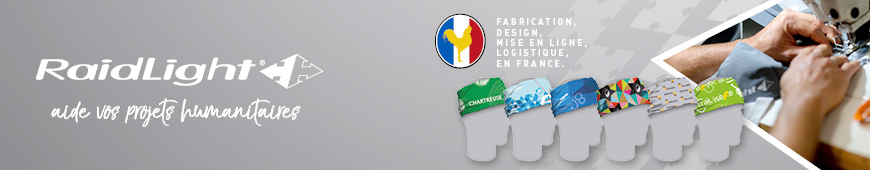 RaidLight®
aide vos projets humanitaires
FABRICATION,
DESIGN,
MISE EN LIGNE,
LOGISTIQUE,
EN FRANCE.
CHARTREUSE